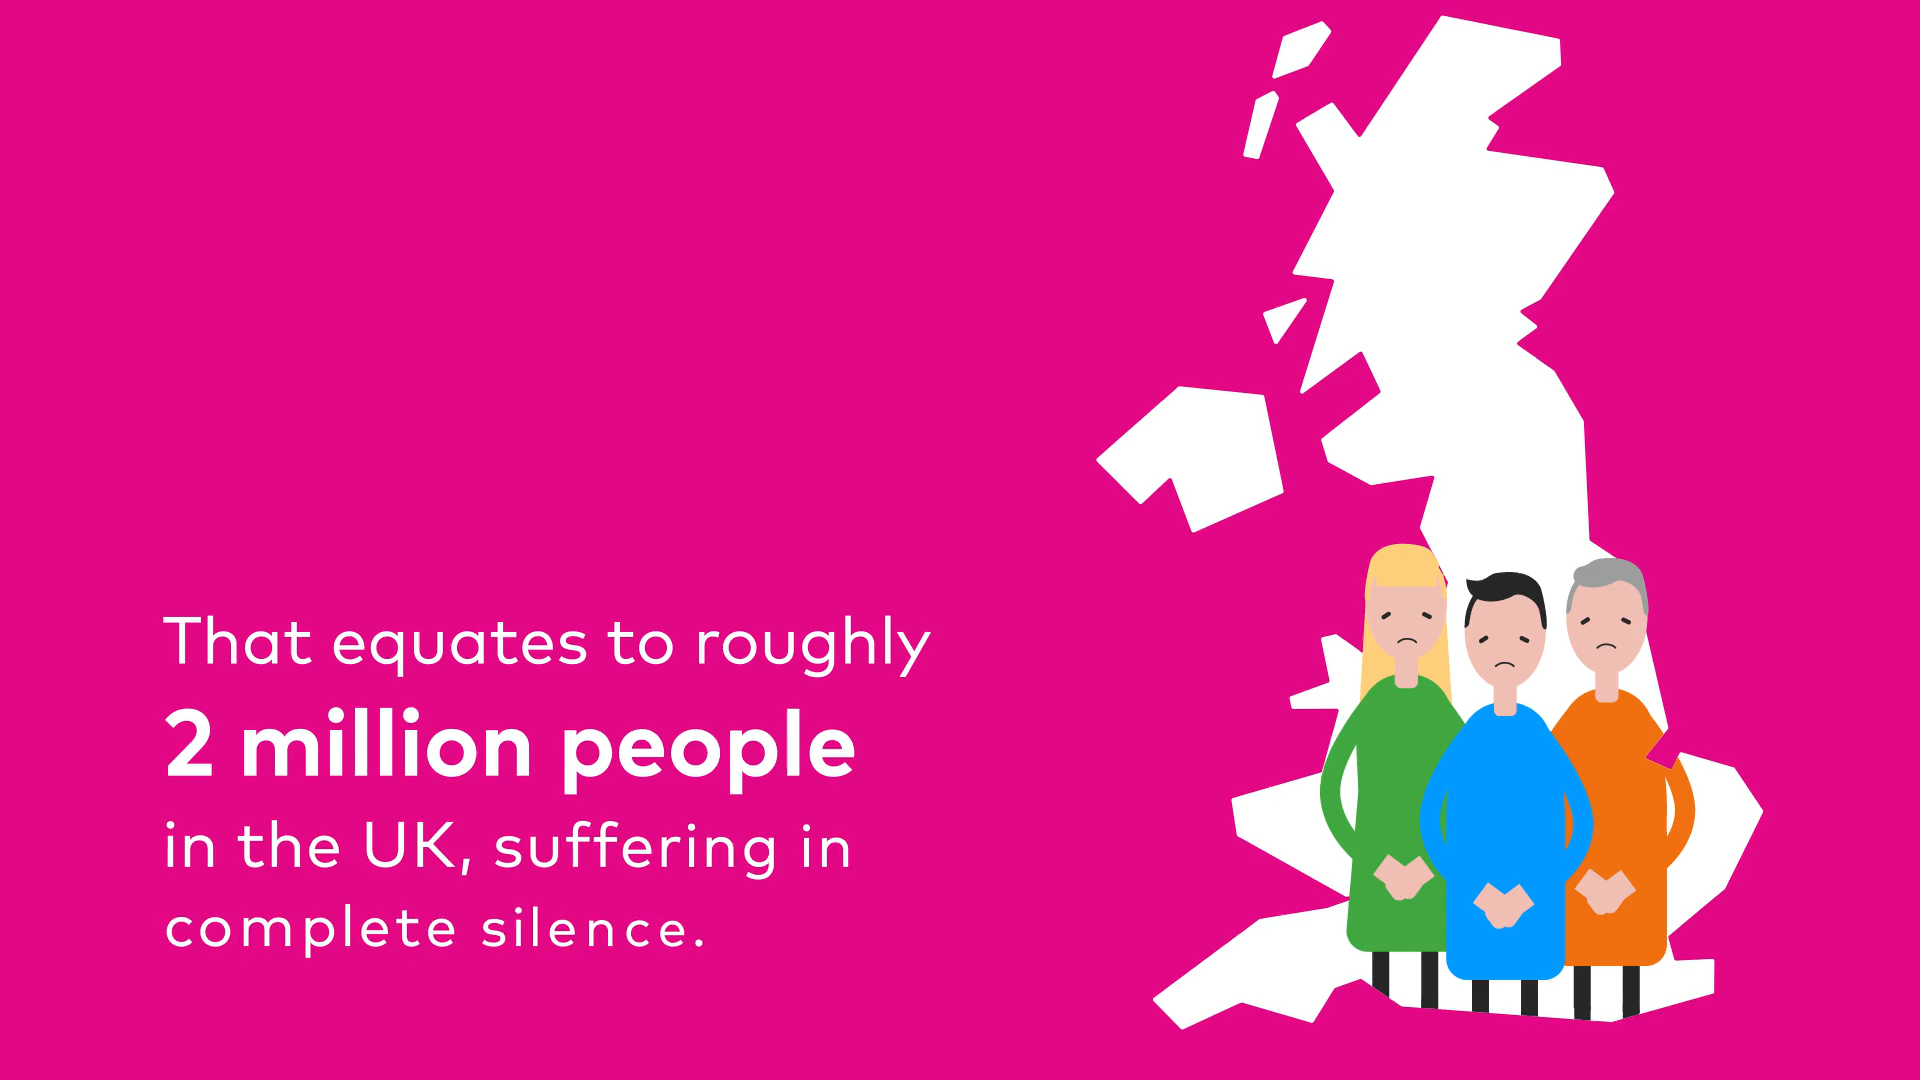 That equates to roughly
2 million people
in the UK, suffering in
complete silence.